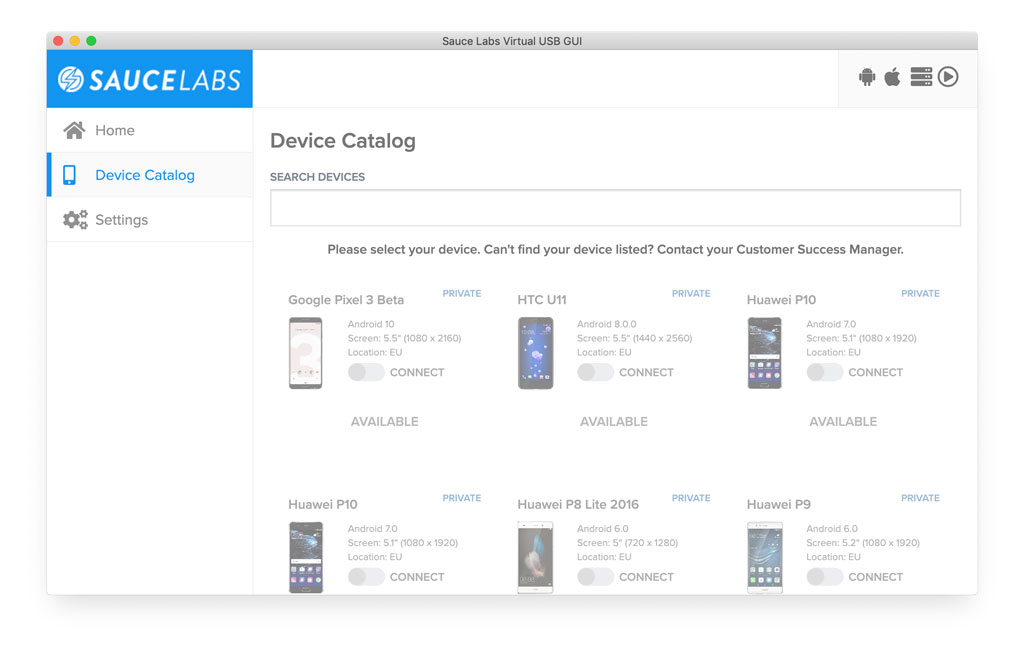 Sauce Labs Virtual USB GUI
SAUCELABS
Home
Device Catalog
Settings
Device Catalog
SEARCH DEVICES
Please select your device. Can't find your device listed? Contact your Customer Success Manager.
Google Pixel 3 Beta
PRIVATE
Android 10
Screen: 5.5" (1080 x 2160)
Location: EU
CONNECT
AVAILABLE
HTC U11
PRIVATE
Android 8.0.0
Screen: 5.5" (1440 x 2560)
Location: EU
CONNECT
AVAILABLE
Huawei P10
PRIVATE
Android 7.0
Screen: 5.1" (1080 x 1920)
Location: EU
CONNECT
AVAILABLE
Huawei P10
PRIVATE
Android 7.0
Screen: 5.1" (1080 x 1920)
Location: EU
CONNECT
Huawei P8 Lite 2016
PRIVATE
Android 6.0
Screen: 5" (720 x 1280)
Location: EU
CONNECT
Huawei P9
PRIVATE
Android 6.0
Screen: 5.2" (1080 x 1920)
Location: EU
CONNECT